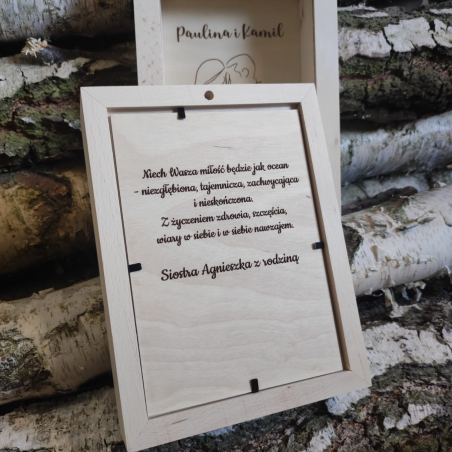 Paulina i Kamil
Niech Wasza miłość będzie jak ocean
- niezgłębiona, tajemnicza, zachwycająca
i nieskończona.
Z życzeniem zdrowia, szczęścia,
wiary w siebie i w siebie nawzajem.
Siostra Agnieszka z rodziną